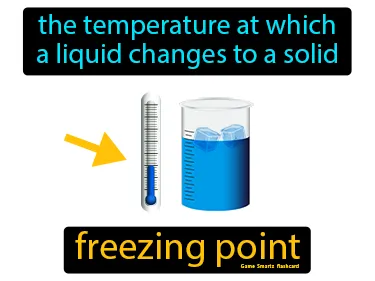 the temperature at which
a liquid changes to a solid
freezing point
Game Smartz flashcard